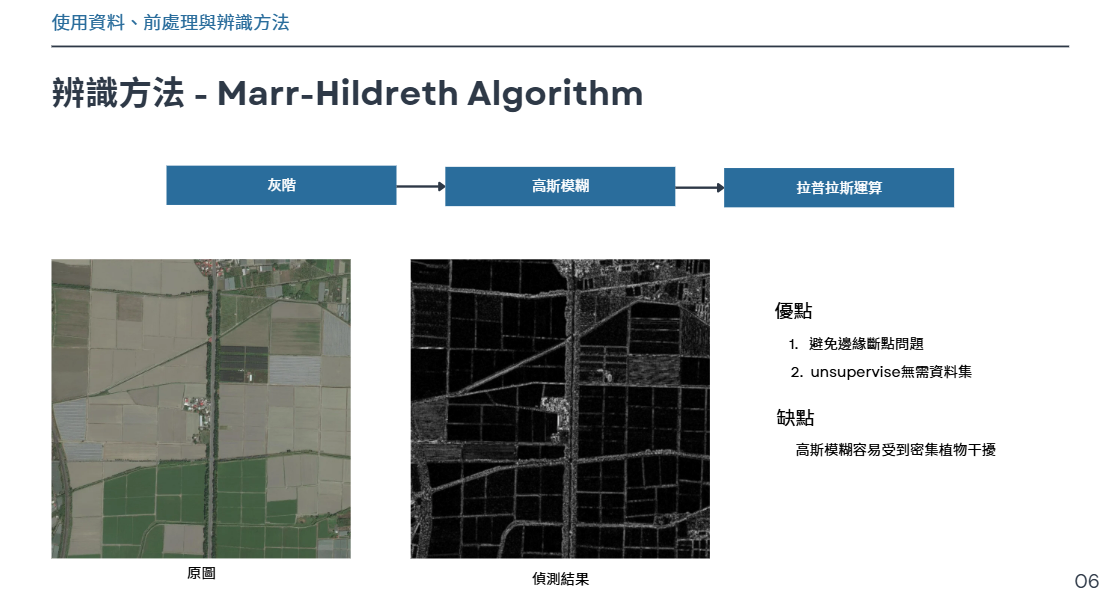 使用資料、前處理與辨識方法
辨識方法 - Marr-Hildreth Algorithm
灰階
高斯模糊
拉普拉斯運算
優點
1. 避免邊緣斷點問題
2. unsupervise無需資料集
缺點
高斯模糊容易受到密集植物干擾
原圖
偵測結果
06